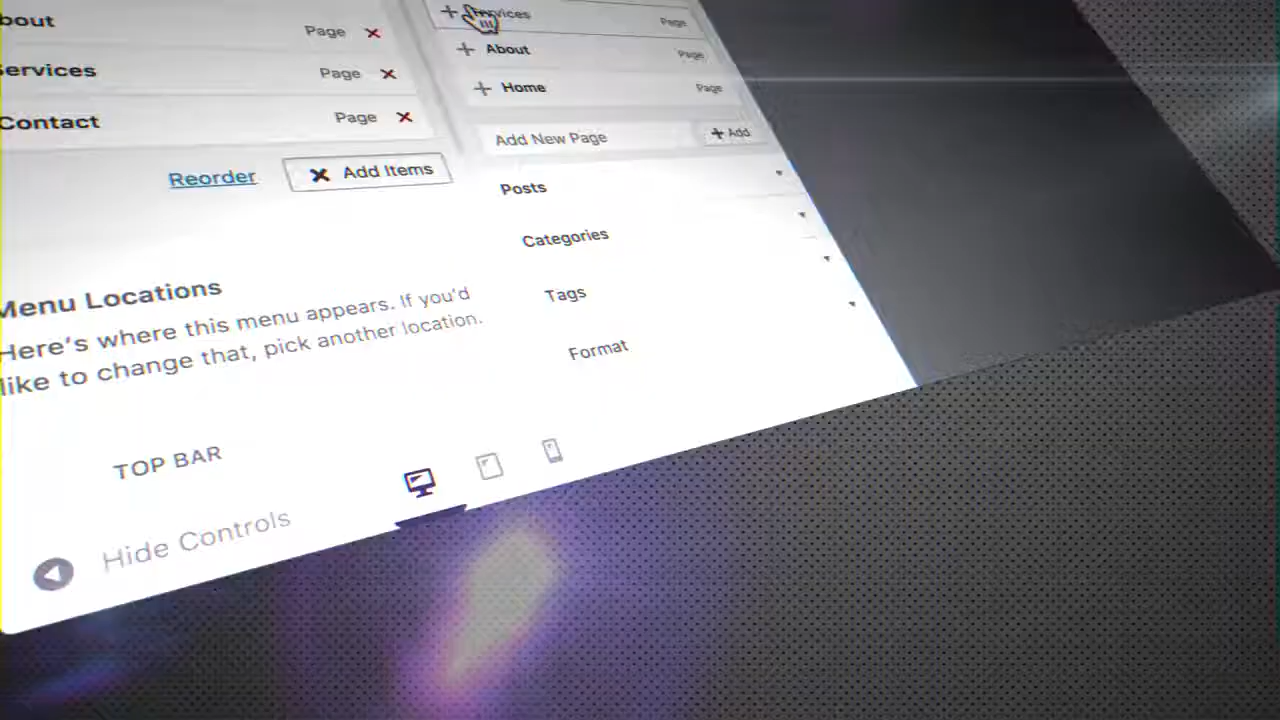 bout
Page
ervices
Page
Contact
Page
Reorder
Add Items
Menu Locations
Here's where this menu appears. If you'd
like to change that, pick another location.
TOP BAR
Hide Controls
Services
Page
About
Page
Home
Page
Add New Page
Add
Posts
Categories
Tags
Format